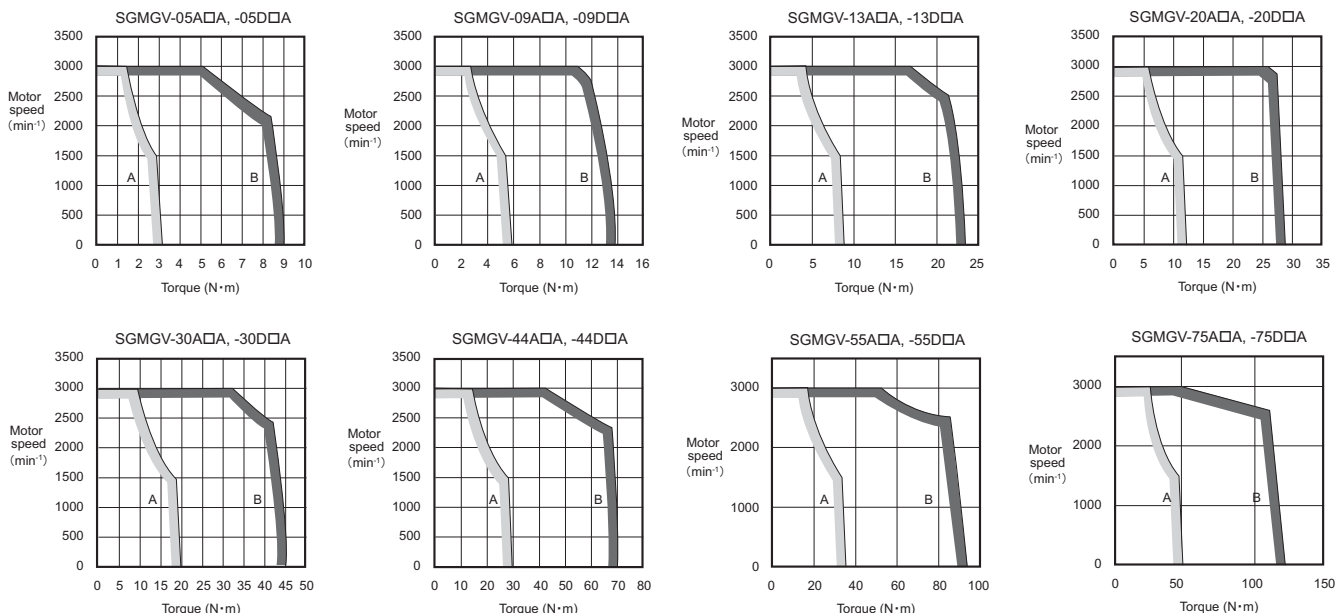 SGMGV-05A□A, -05D□A
3500
3000
2500
2000
1500
1000
500
0
Motor
speed
(min-1)
A
B
0 1 2 3 4 5 6 7 8 9 10
Torque (N・m)
SGMGV-09A□A, -09D□A
3500
3000
2500
2000
1500
1000
500
0
Motor
speed
(min-1)
A
B
0 2 4 6 8 10 12 14 16
Torque (N・m)
SGMGV-13A□A, -13D□A
3500
3000
2500
2000
1500
1000
500
0
Motor
speed
(min-1)
A
B
0 5 10 15 20 25
Torque (N・m)
SGMGV-20A□A, -20D□A
3500
3000
2500
2000
1500
1000
500
0
Motor
speed
(min-1)
A
B
0 5 10 15 20 25 30 35
Torque (N・m)
SGMGV-30A□A, -30D□A
3500
3000
2500
2000
1500
1000
500
0
Motor
speed
(min-1)
A
B
0 5 10 15 20 25 30 35 40 45 50
Torque (N・m)
SGMGV-44A□A, -44D□A
3500
3000
2500
2000
1500
1000
500
0
Motor
speed
(min-1)
A
B
0 10 20 30 40 50 60 70 80
Torque (N・m)
SGMGV-55A□A, -55D□A
3000
2000
1000
0
Motor
speed
(min-1)
A
B
0 20 40 60 80 100
Torque (N・m)
SGMGV-75A□A, -75D□A
3000
2000
1000
0
Motor
speed
(min-1)
A
B
0 50 100 150
Torque (N・m)